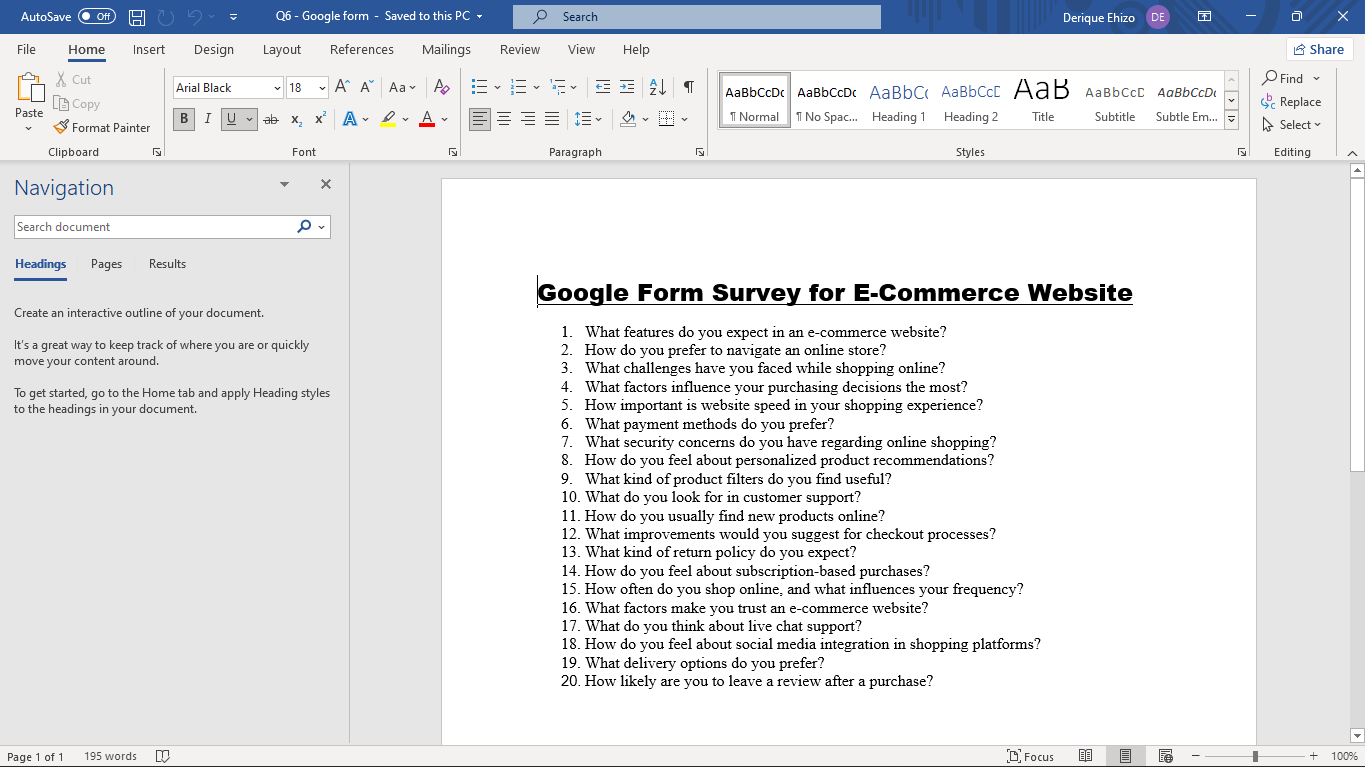 AutoSave Off Q6 - Google form - Saved to this PC Search Derique Ehizo DE
File Home Insert Design Layout References Mailings Review View Help Share
Paste Cut Copy Format Painter Clipboard
Arial Black 18 A A Aa A B I U ab x₂ x² A A Font
Paragraph
AaBbCcDc AaBbCcDc AaBbCc AaBbCcD AaB AaBbCcD AaBbCcDc
¶ Normal ¶ No Spac... Heading 1 Heading 2 Title Subtitle Subtle Em...
Styles
Find
Replace
Select
Editing
Navigation
Search document
Headings Pages Results
Create an interactive outline of your document.
It's a great way to keep track of where you are or quickly
move your content around.
To get started, go to the Home tab and apply Heading styles
to the headings in your document.
Google Form Survey for E-Commerce Website
1. What features do you expect in an e-commerce website?
2. How do you prefer to navigate an online store?
3. What challenges have you faced while shopping online?
4. What factors influence your purchasing decisions the most?
5. How important is website speed in your shopping experience?
6. What payment methods do you prefer?
7. What security concerns do you have regarding online shopping?
8. How do you feel about personalized product recommendations?
9. What kind of product filters do you find useful?
10. What do you look for in customer support?
11. How do you usually find new products online?
12. What improvements would you suggest for checkout processes?
13. What kind of return policy do you expect?
14. How do you feel about subscription-based purchases?
15. How often do you shop online, and what influences your frequency?
16. What factors make you trust an e-commerce website?
17. What do you think about live chat support?
18. How do you feel about social media integration in shopping platforms?
19. What delivery options do you prefer?
20. How likely are you to leave a review after a purchase?
Page 1 of 1 195 words Focus 100%